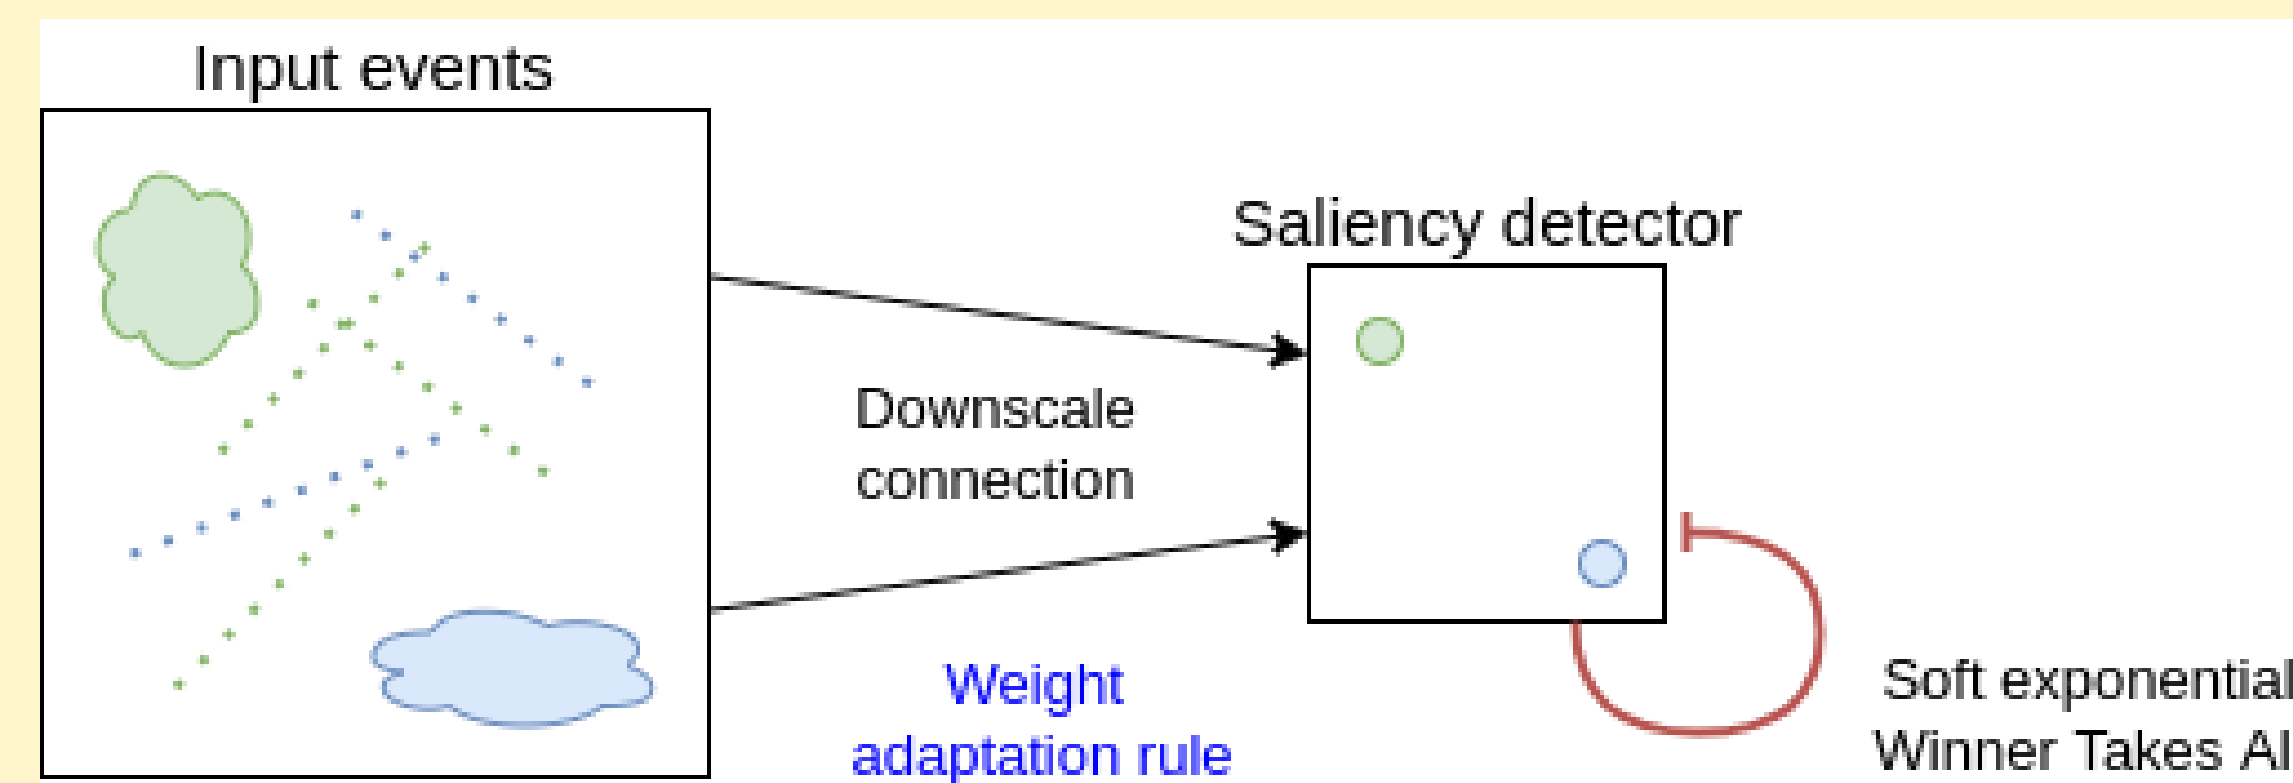 Input events
Saliency detector
Downscale
connection
Weight
adaptation rule
Soft exponential
Winner Takes Al